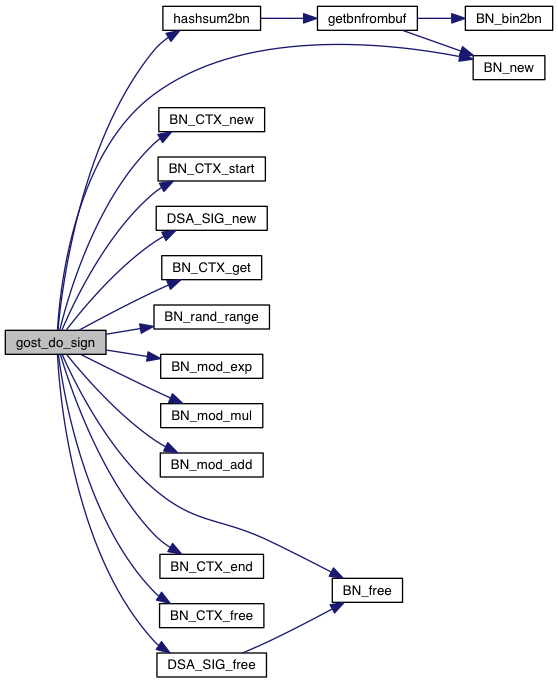 hashsum2bn
getbnfrombuf
BN_bin2bn
BN_new
BN_CTX_new
BN_CTX_start
DSA_SIG_new
BN_CTX_get
BN_rand_range
gost_do_sign
BN_mod_exp
BN_mod_mul
BN_mod_add
BN_CTX_end
BN_free
BN_CTX_free
DSA_SIG_free